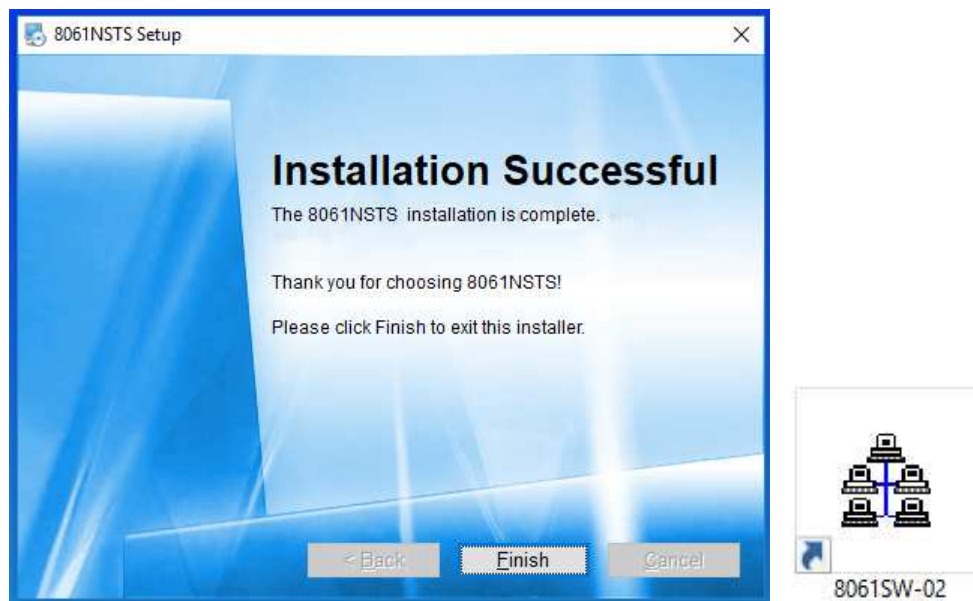 8061NSTS Setup
Installation Successful
The 8061NSTS installation is complete.
Thank you for choosing 8061NSTS!
Please click Finish to exit this installer.
< Back
Finish
Cancel
8061SW-02